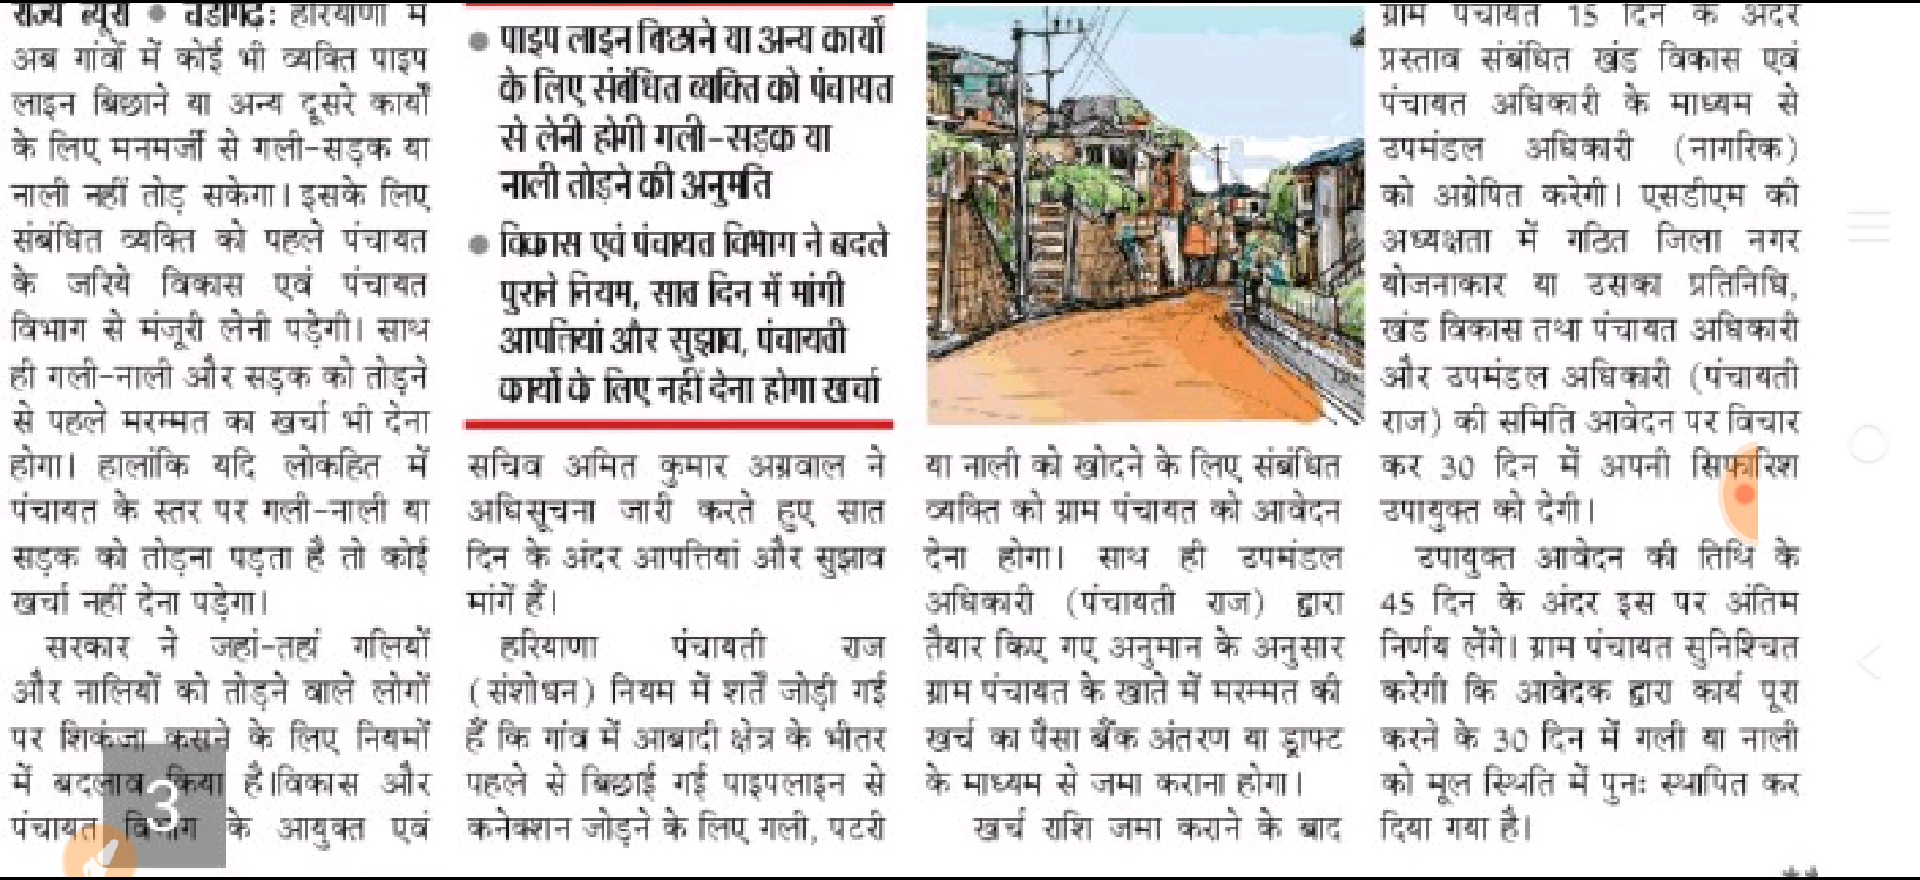 राज्य ब्यूरो ● चंडीगढ़: हरियाणा में
अब गांवों में कोई भी व्यक्ति पाइप
लाइन बिछाने या अन्य दूसरे कार्यों
के लिए मनमर्जी से गली-सड़क या
नाली नहीं तोड़ सकेगा। इसके लिए
संबंधित व्यक्ति को पहले पंचायत
के जरिये विकास एवं पंचायत
विभाग से मंजूरी लेनी पड़ेगी। साथ
ही गली-नाली और सड़क को तोड़ने
से पहले मरम्मत का खर्चा भी देना
होगा। हालांकि यदि लोकहित में
पंचायत के स्तर पर गली-नाली या
सड़क को तोड़ना पड़ता है तो कोई
खर्चा नहीं देना पड़ेगा।
सरकार ने जहां-तहां गलियों
और नालियों को तोड़ने वाले लोगों
पर शिकंजा कसने के लिए नियमों
में बदलाव किया है।विकास और
पंचायत विभाग के आयुक्त एवं
3
● पाइप लाइन बिछाने या अन्य कार्यों
के लिए संबंधित व्यक्ति को पंचायत
से लेनी होगी गली-सड़क या
नाली तोड़ने की अनुमति
● विकास एवं पंचायत विभाग ने बदले
पुराने नियम, सात दिन में मांगी
आपत्तियां और सुझाव, पंचायती
कार्यों के लिए नहीं देना होगा खर्चा
सचिव अमित कुमार अग्रवाल ने
अधिसूचना जारी करते हुए सात
दिन के अंदर आपत्तियां और सुझाव
मांगें हैं।
हरियाणा पंचायती राज
(संशोधन) नियम में शर्तें जोड़ी गई
हैं कि गांव में आबादी क्षेत्र के भीतर
पहले से बिछाई गई पाइपलाइन से
कनेक्शन जोड़ने के लिए गली, पटरी
या नाली को खोदने के लिए संबंधित
व्यक्ति को ग्राम पंचायत को आवेदन
देना होगा। साथ ही उपमंडल
अधिकारी (पंचायती राज) द्वारा
तैयार किए गए अनुमान के अनुसार
ग्राम पंचायत के खाते में मरम्मत की
खर्च का पैसा बैंक अंतरण या ड्राफ्ट
के माध्यम से जमा कराना होगा।
खर्च राशि जमा कराने के बाद
ग्राम पंचायत 15 दिन के अंदर
प्रस्ताव संबंधित खंड विकास एवं
पंचायत अधिकारी के माध्यम से
उपमंडल अधिकारी (नागरिक)
को अग्रेषित करेगी। एसडीएम की
अध्यक्षता में गठित जिला नगर
योजनाकार या उसका प्रतिनिधि,
खंड विकास तथा पंचायत अधिकारी
और उपमंडल अधिकारी (पंचायती
राज) की समिति आवेदन पर विचार
कर 30 दिन में अपनी सिफारिश
उपायुक्त को देगी।
उपायुक्त आवेदन की तिथि के
45 दिन के अंदर इस पर अंतिम
निर्णय लेंगे। ग्राम पंचायत सुनिश्चित
करेगी कि आवेदक द्वारा कार्य पूरा
करने के 30 दिन में गली या नाली
को मूल स्थिति में पुनः स्थापित कर
दिया गया है।